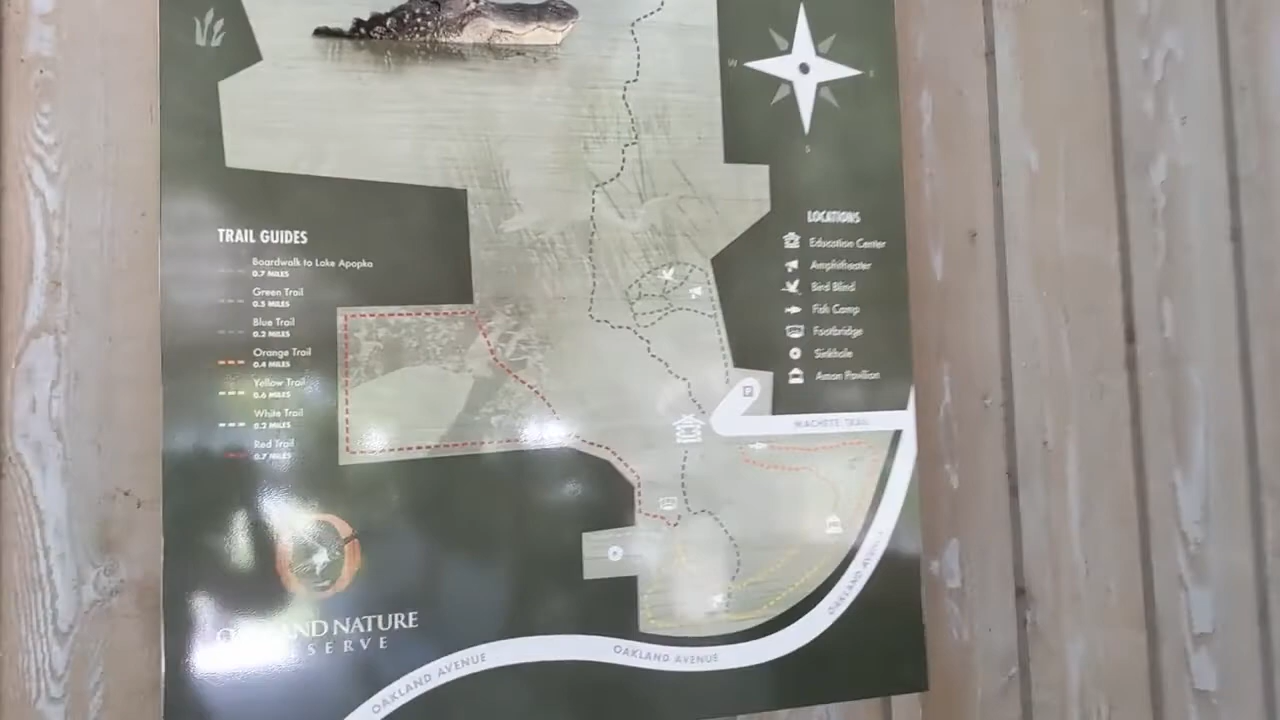 W
E
S
LOCATIONS
Education Center
Amphitheater
Bird Blind
Fish Camp
Footbridge
Sinkhole
Arnon Pavilion
TRAIL GUIDES
Boardwalk to Lake Apopka
0.7 MILES
Green Trail
0.5 MILES
Blue Trail
0.2 MILES
Orange Trail
0.4 MILES
Yellow Trail
0.6 MILES
White Trail
0.2 MILES
Red Trail
0.7 MILES
P
MACHETE TRAIL
OAKLAND AVENUE
OAKLAND AVENUE
OAKLAND AVENUE
NATURE